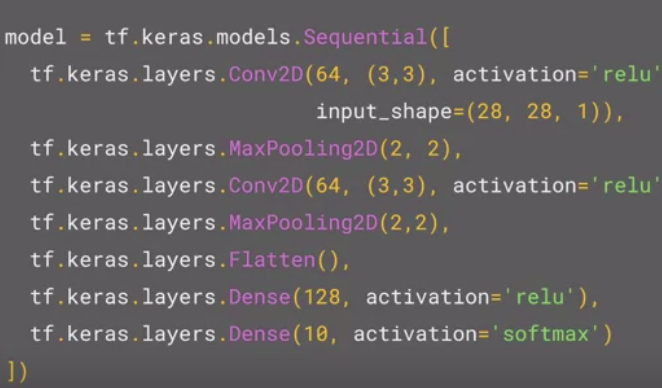 model = tf.keras.models.Sequential([
tf.keras.layers.Conv2D(64, (3,3), activation='relu'
input_shape=(28, 28, 1)),
tf.keras.layers.MaxPooling2D(2, 2),
tf.keras.layers.Conv2D(64, (3,3), activation='relu'
tf.keras.layers.MaxPooling2D(2,2),
tf.keras.layers.Flatten(),
tf.keras.layers.Dense(128, activation='relu'),
tf.keras.layers.Dense(10, activation='softmax')
])